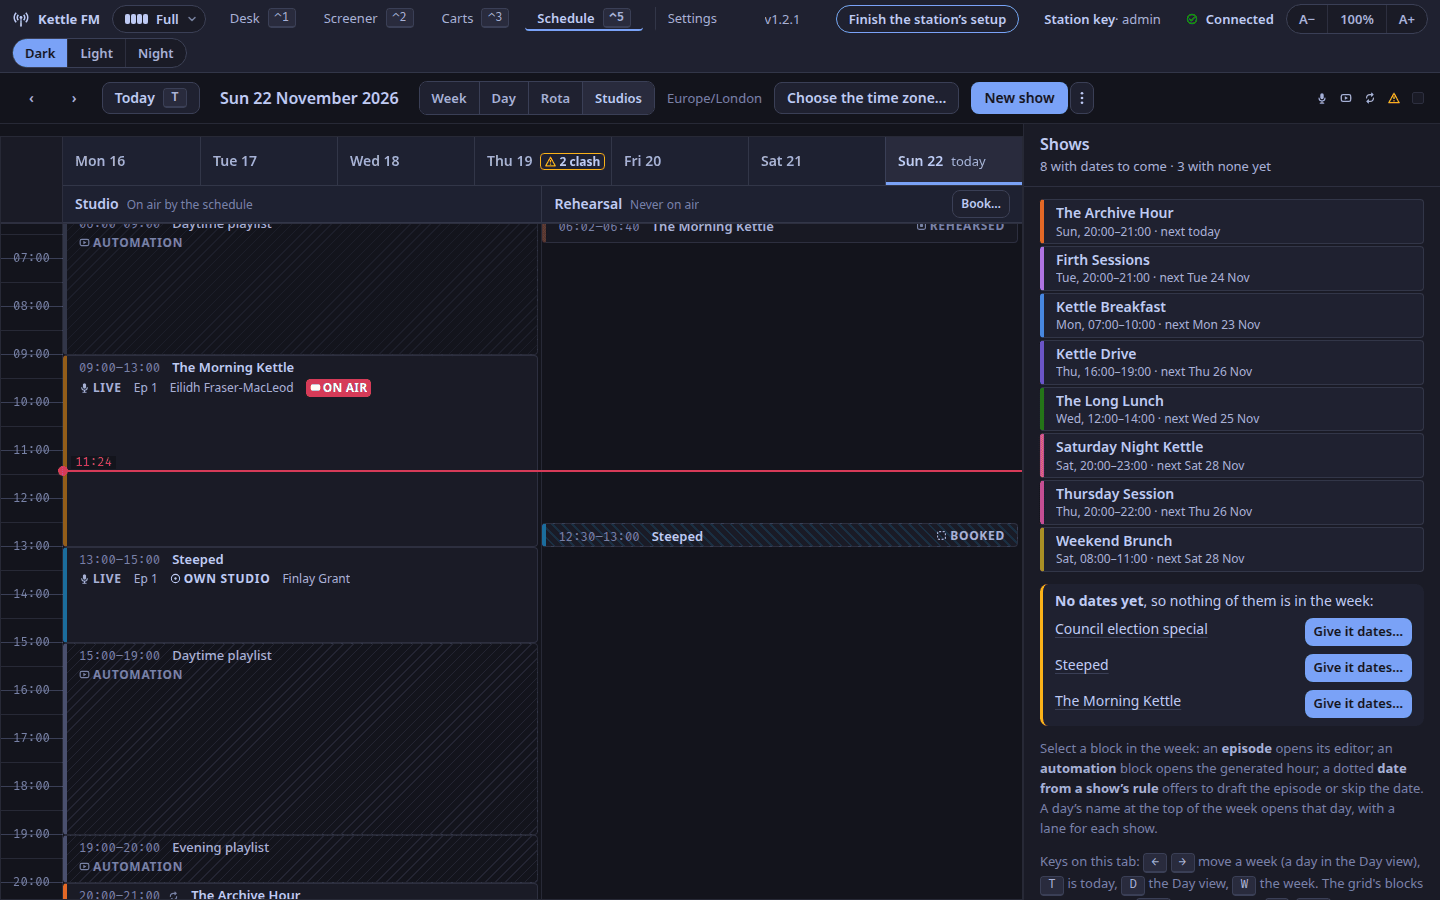 Kettle FM Full Desk ^1 Screener ^2 Carts ^3 Schedule ^5 Settings v1.2.1 Finish the station's setup Station key · admin Connected A− 100% A+
Dark Light Night
‹ › Today T Sun 22 November 2026 Week Day Rota Studios Europe/London Choose the time zone... New show
Mon 16 Tue 17 Wed 18 Thu 19 2 clash Fri 20 Sat 21 Sun 22 today
Studio On air by the schedule Rehearsal Never on air Book...
06:00–09:00 Daytime playlist
AUTOMATION
06:02–06:40 The Morning Kettle REHEARSED
07:00
08:00
09:00
09:00–13:00 The Morning Kettle
LIVE Ep 1 Eilidh Fraser-MacLeod ON AIR
10:00
11:00
11:24
12:00
12:30–13:00 Steeped BOOKED
13:00
13:00–15:00 Steeped
LIVE Ep 1 OWN STUDIO Finlay Grant
14:00
15:00
15:00–19:00 Daytime playlist
AUTOMATION
16:00
17:00
18:00
19:00
19:00–20:00 Evening playlist
AUTOMATION
20:00
20:00–21:00 The Archive Hour
Shows
8 with dates to come · 3 with none yet
The Archive Hour
Sun, 20:00–21:00 · next today
Firth Sessions
Tue, 20:00–21:00 · next Tue 24 Nov
Kettle Breakfast
Mon, 07:00–10:00 · next Mon 23 Nov
Kettle Drive
Thu, 16:00–19:00 · next Thu 26 Nov
The Long Lunch
Wed, 12:00–14:00 · next Wed 25 Nov
Saturday Night Kettle
Sat, 20:00–23:00 · next Sat 28 Nov
Thursday Session
Thu, 20:00–22:00 · next Thu 26 Nov
Weekend Brunch
Sat, 08:00–11:00 · next Sat 28 Nov
No dates yet, so nothing of them is in the week:
Council election special Give it dates...
Steeped Give it dates...
The Morning Kettle Give it dates...
Select a block in the week: an episode opens its editor; an
automation block opens the generated hour; a dotted date
from a show's rule offers to draft the episode or skip the date.
A day's name at the top of the week opens that day, with a
lane for each show.
Keys on this tab: ← → move a week (a day in the Day view),
T is today, D the Day view, W the week. The grid's blocks